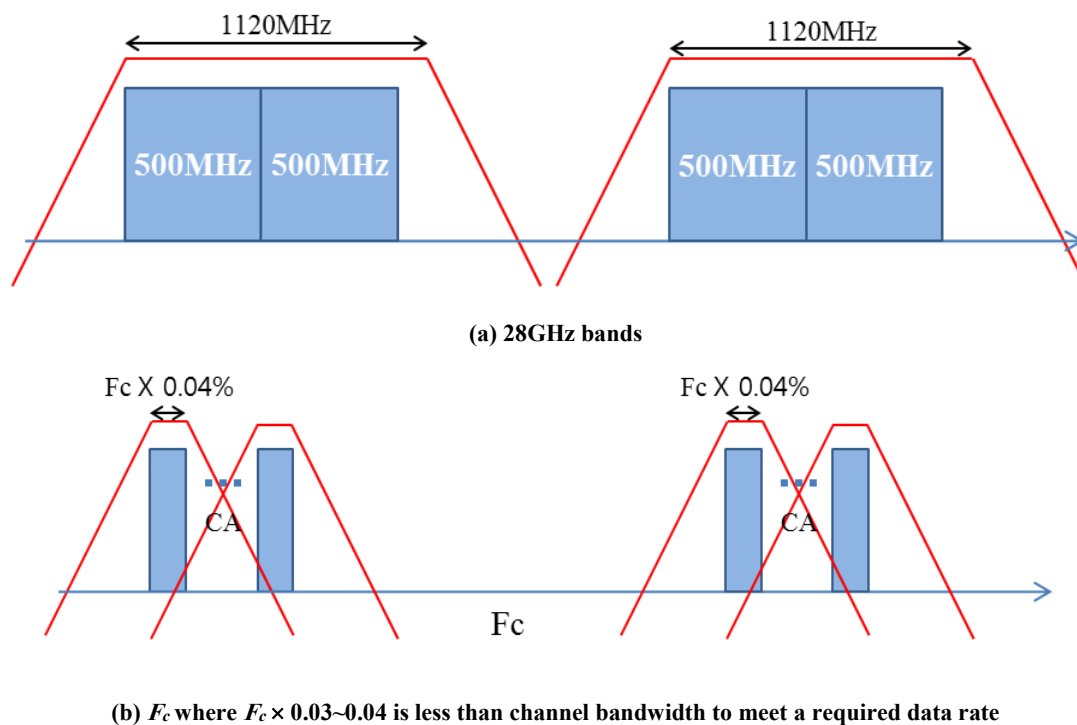 1120MHz 1120MHz
500MHz 500MHz 500MHz 500MHz
(a) 28GHz bands
Fc X 0.04% Fc X 0.04%
CA CA
Fc
(b) Fc where Fc × 0.03~0.04 is less than channel bandwidth to meet a required data rate